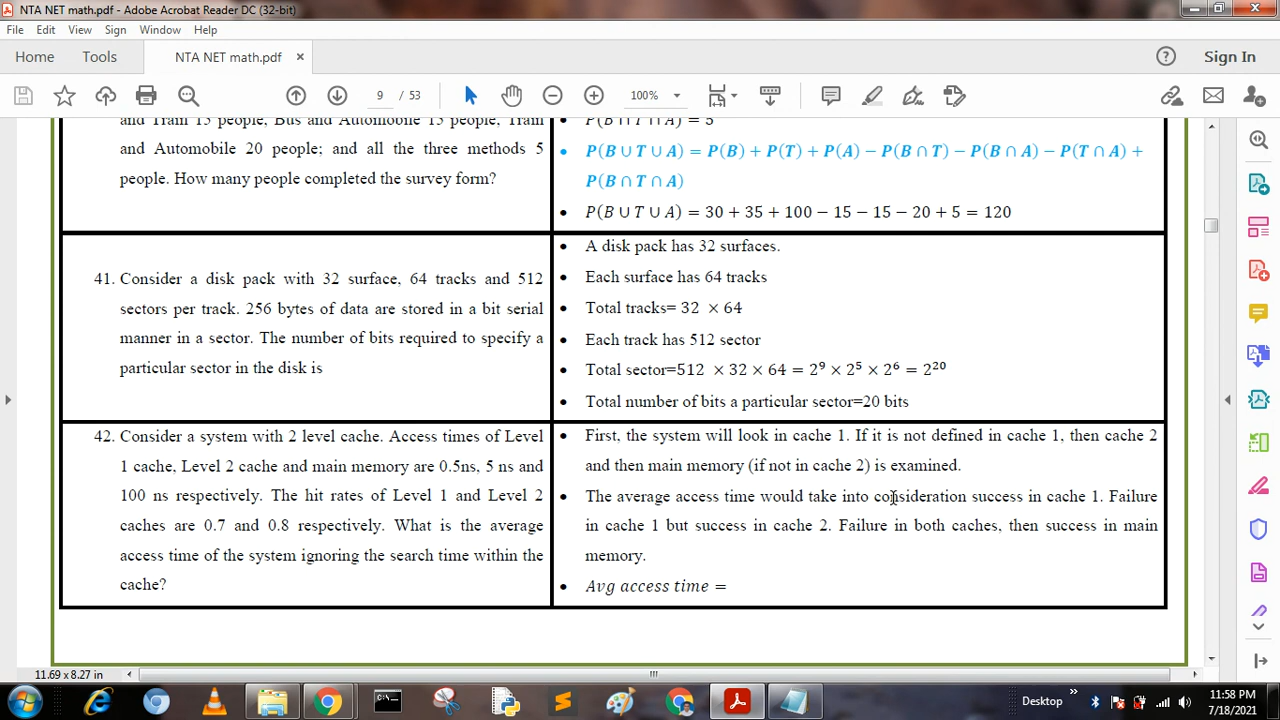 NTA NET math.pdf - Adobe Acrobat Reader DC (32-bit)
File Edit View Sign Window Help
Home Tools NTA NET math.pdf × Sign In
9 / 53 100%
and Train 15 people, Bus and Automobile 15 people, Train
and Automobile 20 people; and all the three methods 5
people. How many people completed the survey form?
• P(B ∩ T ∩ A) = 5
• P(B ∪ T ∪ A) = P(B) + P(T) + P(A) − P(B ∩ T) − P(B ∩ A) − P(T ∩ A) +
P(B ∩ T ∩ A)
• P(B ∪ T ∪ A) = 30 + 35 + 100 − 15 − 15 − 20 + 5 = 120
41. Consider a disk pack with 32 surface, 64 tracks and 512
sectors per track. 256 bytes of data are stored in a bit serial
manner in a sector. The number of bits required to specify a
particular sector in the disk is
• A disk pack has 32 surfaces.
• Each surface has 64 tracks
• Total tracks= 32 × 64
• Each track has 512 sector
• Total sector=512 × 32 × 64 = 2⁹ × 2⁵ × 2⁶ = 2²⁰
• Total number of bits a particular sector=20 bits
42. Consider a system with 2 level cache. Access times of Level
1 cache, Level 2 cache and main memory are 0.5ns, 5 ns and
100 ns respectively. The hit rates of Level 1 and Level 2
caches are 0.7 and 0.8 respectively. What is the average
access time of the system ignoring the search time within the
cache?
• First, the system will look in cache 1. If it is not defined in cache 1, then cache 2
and then main memory (if not in cache 2) is examined.
• The average access time would take into consideration success in cache 1. Failure
in cache 1 but success in cache 2. Failure in both caches, then success in main
memory.
• Avg access time =
11.69 x 8.27 in
Desktop
11:58 PM
7/18/2021